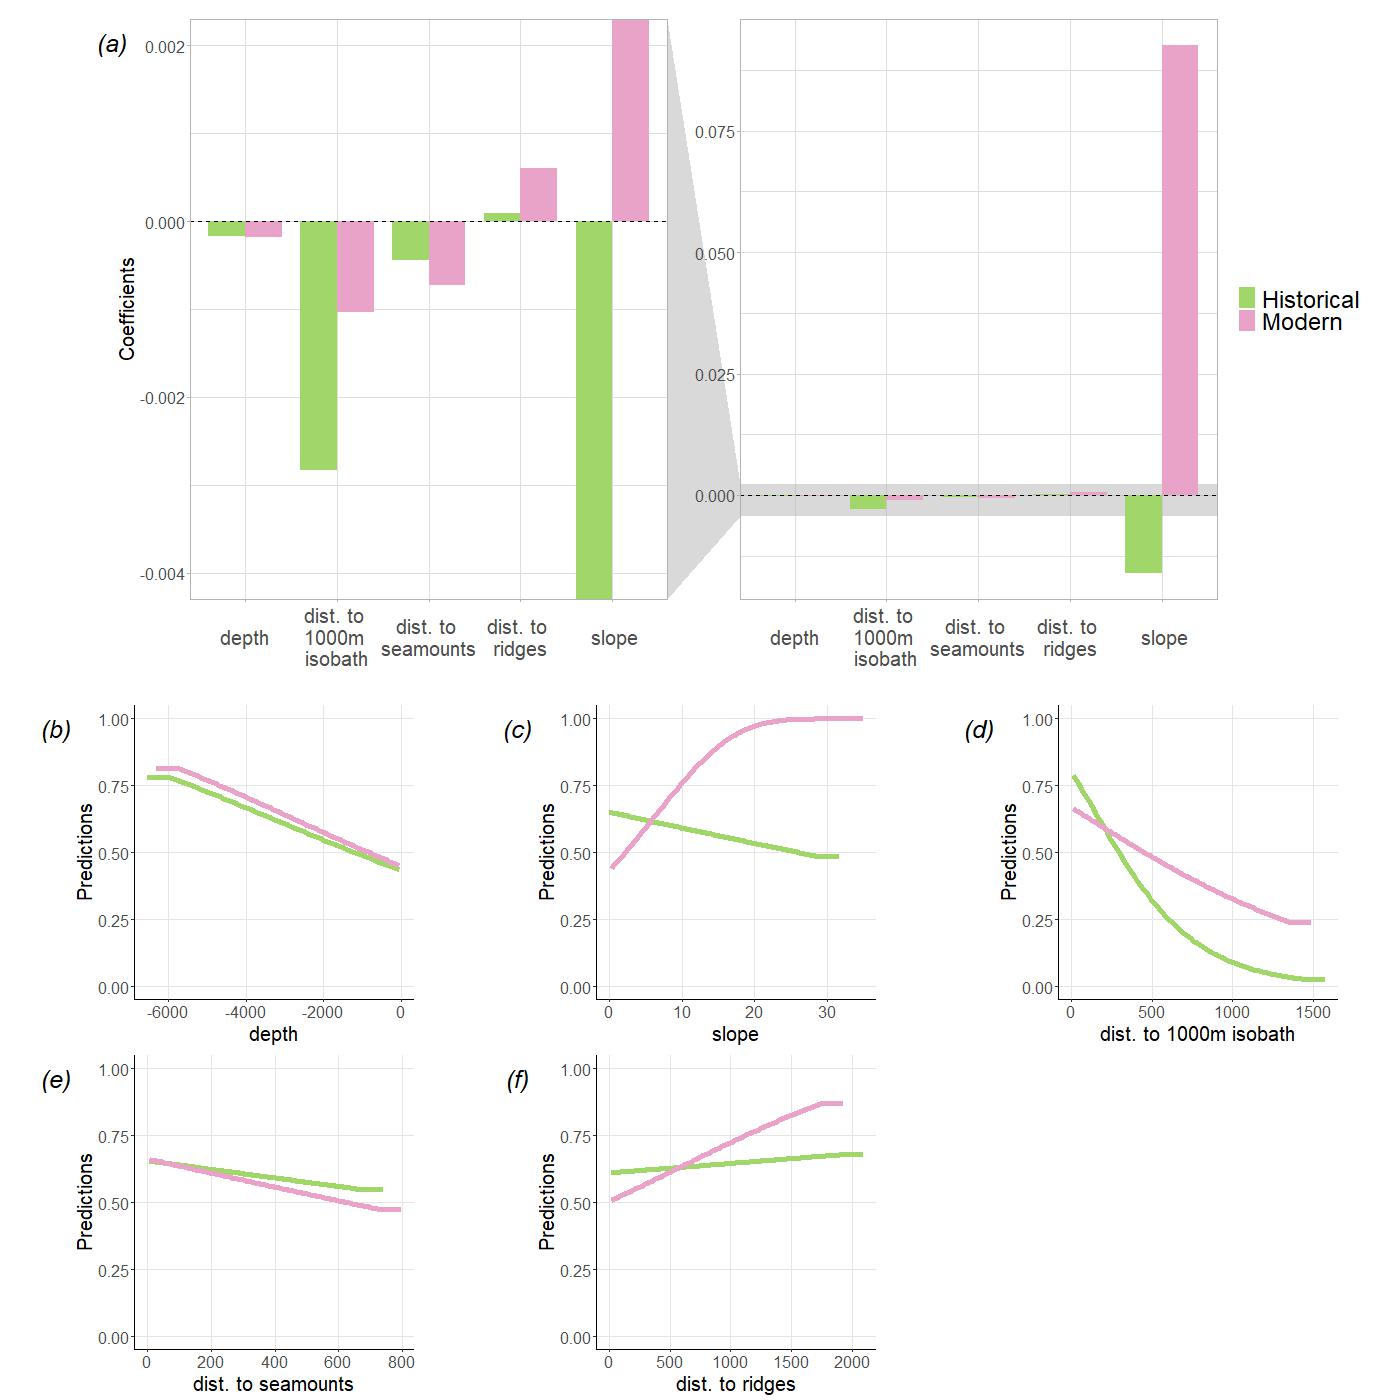 (a)
Coefficients
0.002
0.000
-0.002
-0.004
depth
dist. to
1000m
isobath
dist. to
seamounts
dist. to
ridges
slope
0.075
0.050
0.025
0.000
depth
dist. to
1000m
isobath
dist. to
seamounts
dist. to
ridges
slope
Historical
Modern
(b)
Predictions
1.00
0.75
0.50
0.25
0.00
-6000 -4000 -2000 0
depth
(c)
Predictions
1.00
0.75
0.50
0.25
0.00
0 10 20 30
slope
(d)
Predictions
1.00
0.75
0.50
0.25
0.00
0 500 1000 1500
dist. to 1000m isobath
(e)
Predictions
1.00
0.75
0.50
0.25
0.00
0 200 400 600 800
dist. to seamounts
(f)
Predictions
1.00
0.75
0.50
0.25
0.00
0 500 1000 1500 2000
dist. to ridges